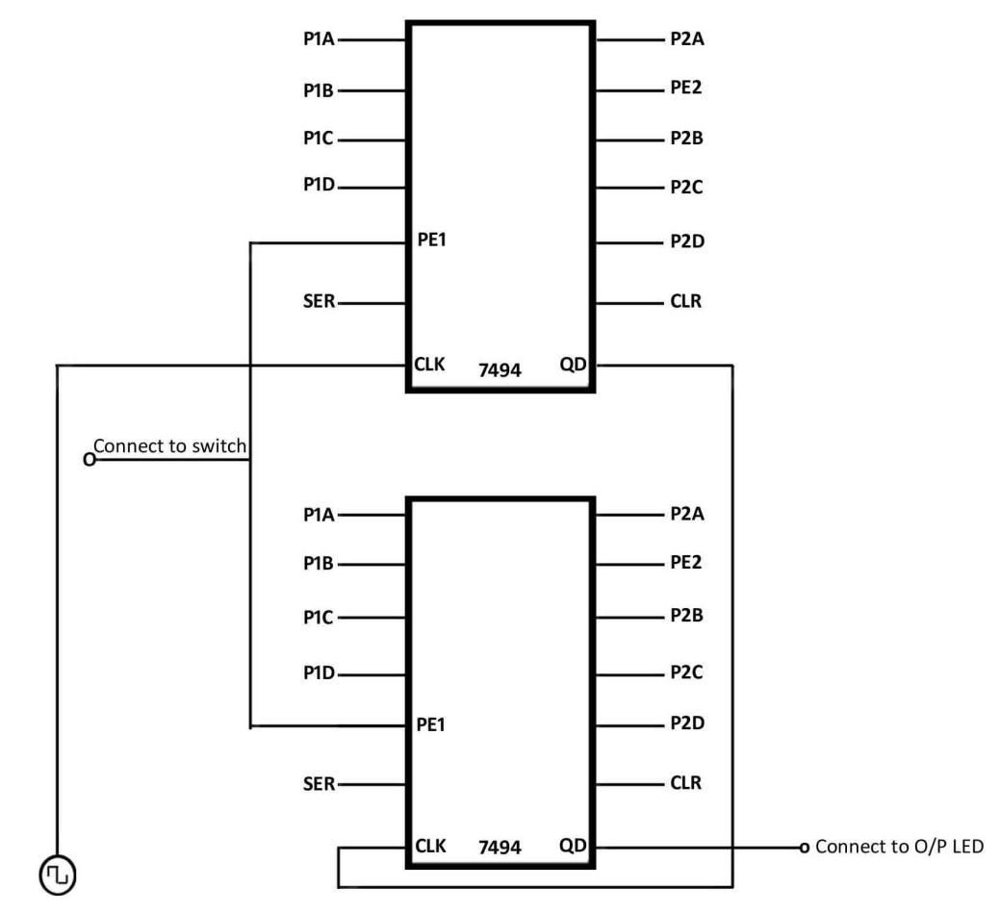 P1A P2A
P1B PE2
P1C P2B
P1D P2C
PE1 P2D
SER CLR
CLK 7494 QD
Connect to switch
P1A P2A
P1B PE2
P1C P2B
P1D P2C
PE1 P2D
SER CLR
CLK 7494 QD Connect to O/P LED